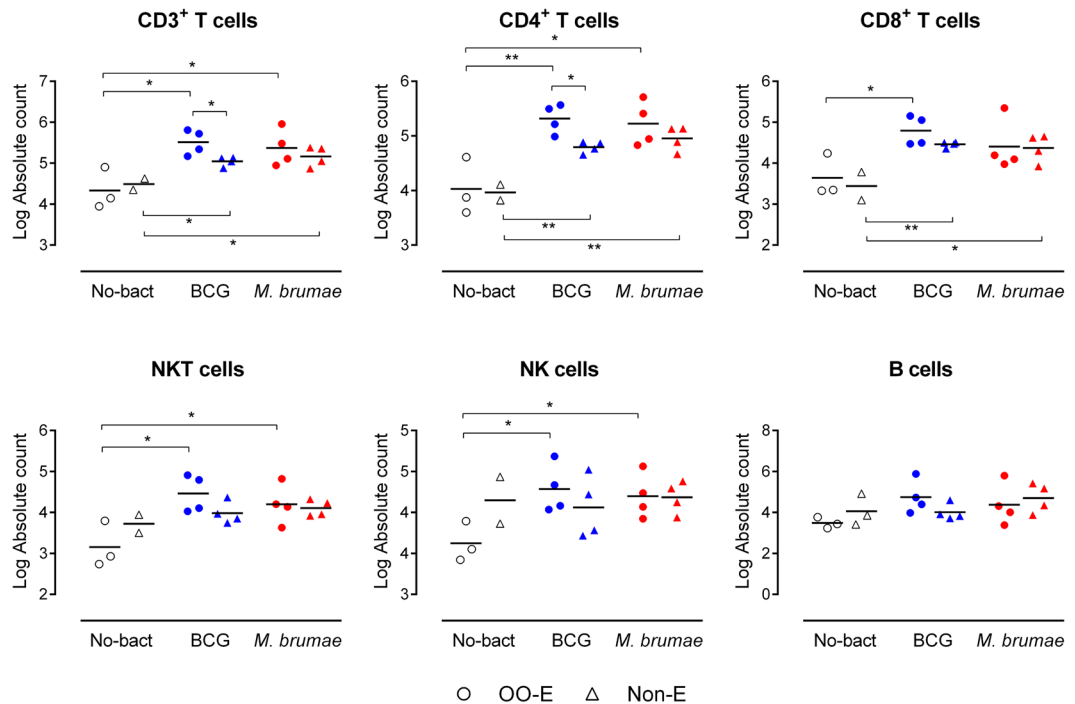 CD3⁺ T cells
Log Absolute count
7
6
5
4
3
*
*
*
*
*
No-bact BCG M. brumae
CD4⁺ T cells
Log Absolute count
6
5
4
3
*
**
*
**
**
No-bact BCG M. brumae
CD8⁺ T cells
Log Absolute count
6
5
4
3
2
*
**
*
No-bact BCG M. brumae
NKT cells
Log Absolute count
6
5
4
3
2
*
*
No-bact BCG M. brumae
NK cells
Log Absolute count
5
5
4
4
3
*
*
No-bact BCG M. brumae
B cells
Log Absolute count
8
6
4
2
0
No-bact BCG M. brumae
OO-E Non-E